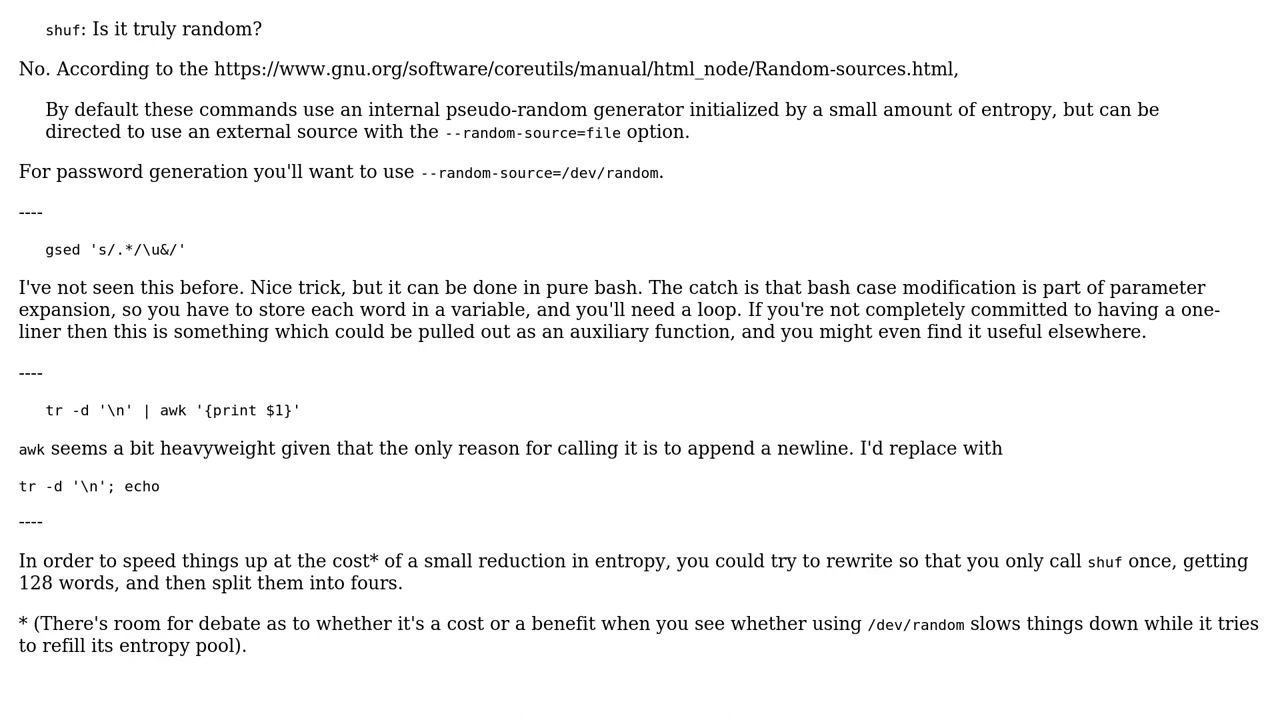 shuf: Is it truly random?
No. According to the https://www.gnu.org/software/coreutils/manual/html_node/Random-sources.html,
By default these commands use an internal pseudo-random generator initialized by a small amount of entropy, but can be
directed to use an external source with the --random-source=file option.
For password generation you'll want to use --random-source=/dev/random.
----
gsed 's/.*/\u&/'
I've not seen this before. Nice trick, but it can be done in pure bash. The catch is that bash case modification is part of parameter
expansion, so you have to store each word in a variable, and you'll need a loop. If you're not completely committed to having a one-
liner then this is something which could be pulled out as an auxiliary function, and you might even find it useful elsewhere.
----
tr -d '\n' | awk '{print $1}'
awk seems a bit heavyweight given that the only reason for calling it is to append a newline. I'd replace with
tr -d '\n'; echo
----
In order to speed things up at the cost* of a small reduction in entropy, you could try to rewrite so that you only call shuf once, getting
128 words, and then split them into fours.
* (There's room for debate as to whether it's a cost or a benefit when you see whether using /dev/random slows things down while it tries
to refill its entropy pool).